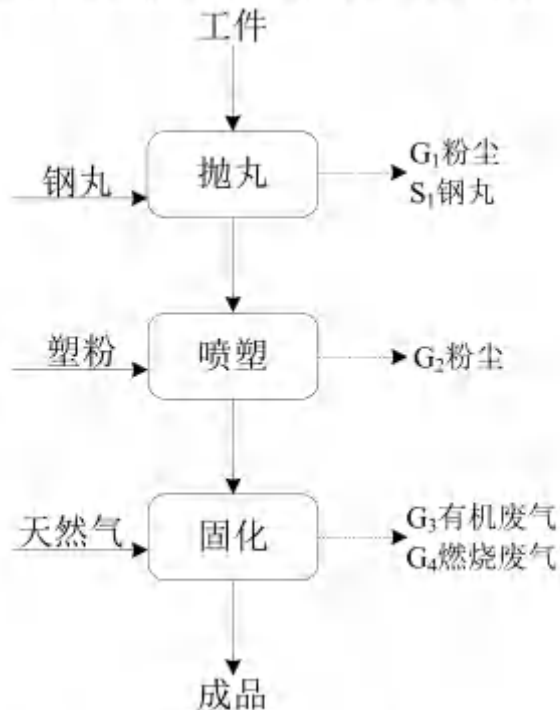 工件
钢丸
抛丸
G₁粉尘
S₁钢丸
塑粉
喷塑
G₂粉尘
天然气
固化
G₃有机废气
G₄燃烧废气
成品